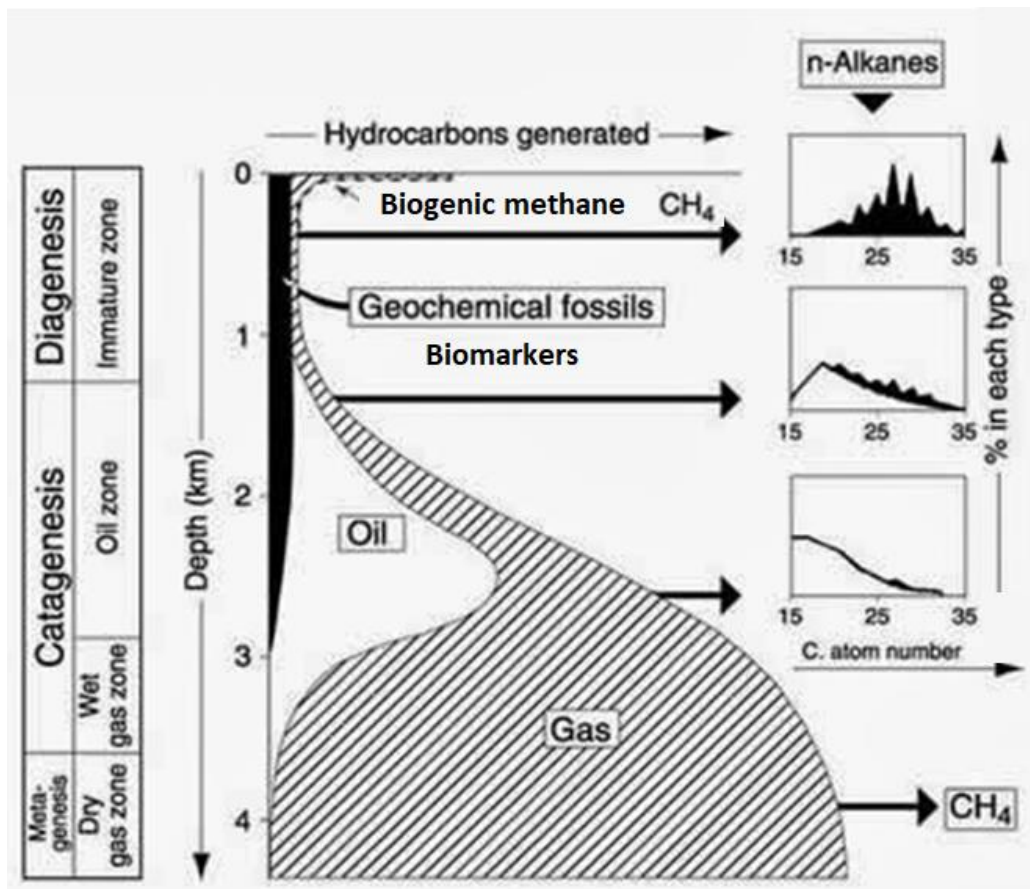 n-Alkanes
Hydrocarbons generated
0
Biogenic methane CH4
15 25 35
Geochemical fossils
1
Biomarkers
15 25 35
2
Oil
15 25 35
C. atom number
3
Gas
4
CH4
% in each type
Depth (km)
Diagenesis
Immature zone
Catagenesis
Oil zone
Wet
gas zone
Meta-
genesis
Dry
gas zone